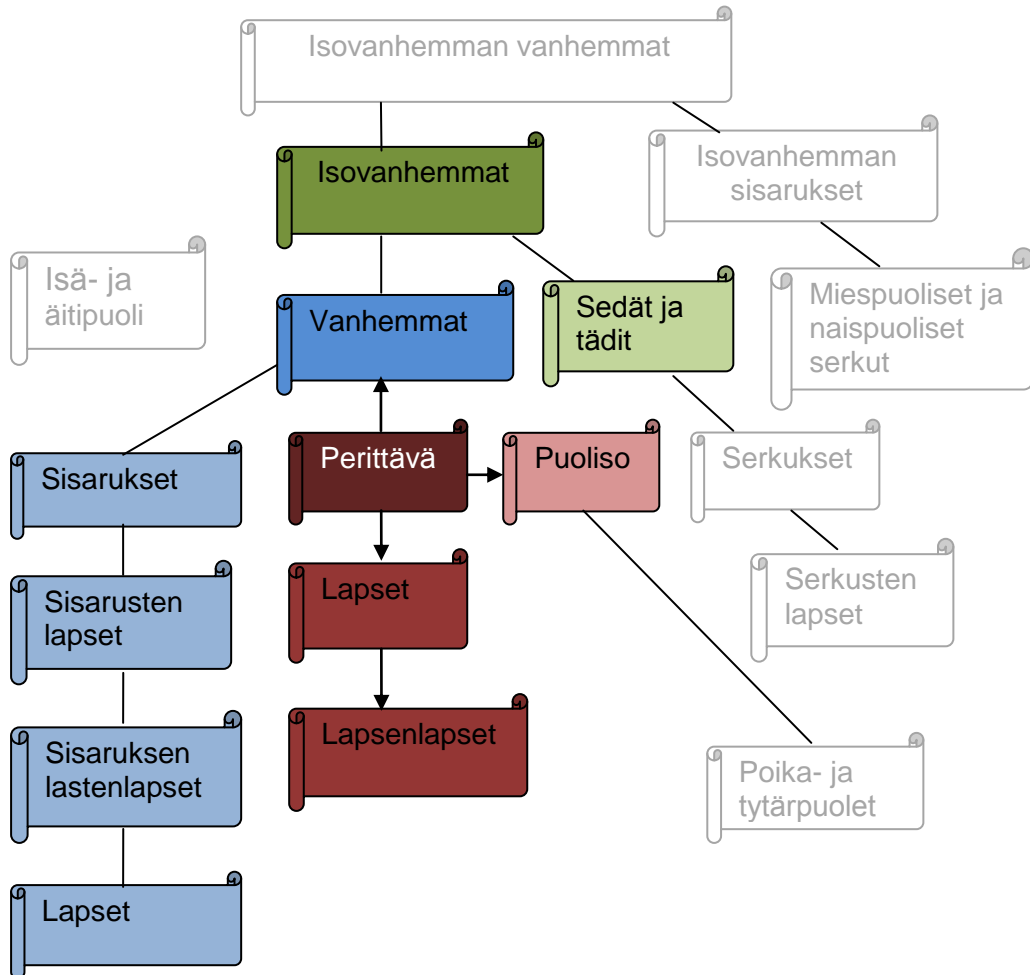 Isovanhemman vanhemmat
Isovanhemmat
Isovanhemman
sisarukset
Isä- ja
äitipuoli
Vanhemmat
Sedät ja
tädit
Miespuoliset ja
naispuoliset
serkut
Sisarukset
Perittävä
Puoliso
Serkukset
Sisarusten
lapset
Lapset
Serkusten
lapset
Sisaruksen
lastenlapset
Lapsenlapset
Poika- ja
tytärpuolet
Lapset